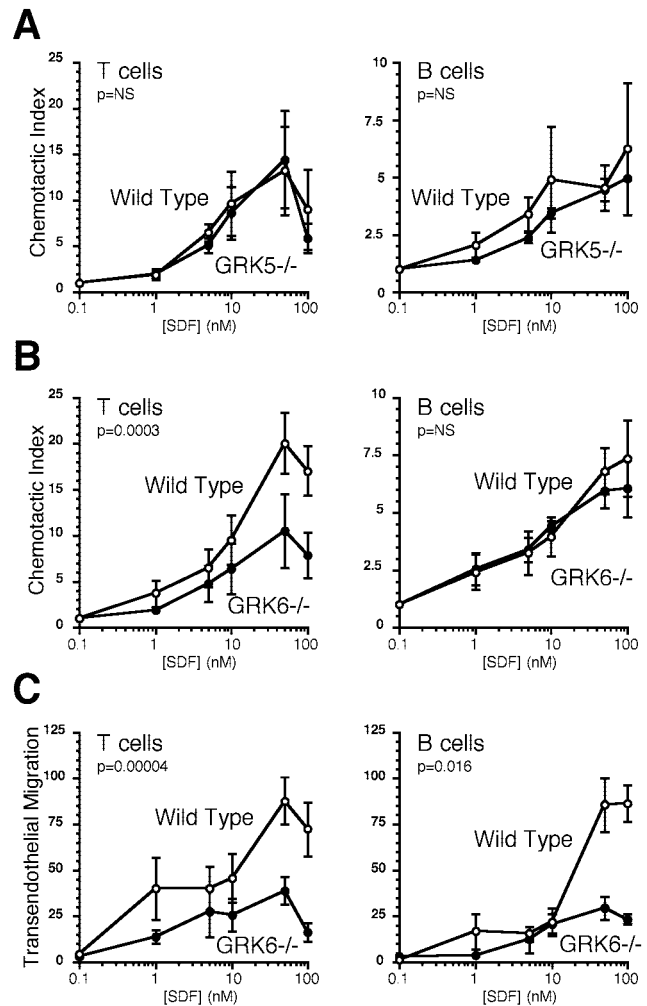 A
T cells
p=NS
25
20
15
10
5
0
Chemotactic Index
Wild Type
GRK5-/-
0.1
1
10
100
[SDF] (nM)
B cells
p=NS
10
7.5
5
2.5
0
Wild Type
GRK5-/-
0.1
1
10
100
[SDF] (nM)
B
T cells
p=0.0003
25
20
15
10
5
0
Chemotactic Index
Wild Type
GRK6-/-
0.1
1
10
100
[SDF] (nM)
B cells
p=NS
10
7.5
5
2.5
0
Wild Type
GRK6-/-
0.1
1
10
100
[SDF] (nM)
C
T cells
p=0.00004
125
100
75
50
25
0
Transendothelial Migration
Wild Type
GRK6-/-
0.1
1
10
100
[SDF] (nM)
B cells
p=0.016
125
100
75
50
25
0
Wild Type
GRK6-/-
0.1
1
10
100
[SDF] (nM)